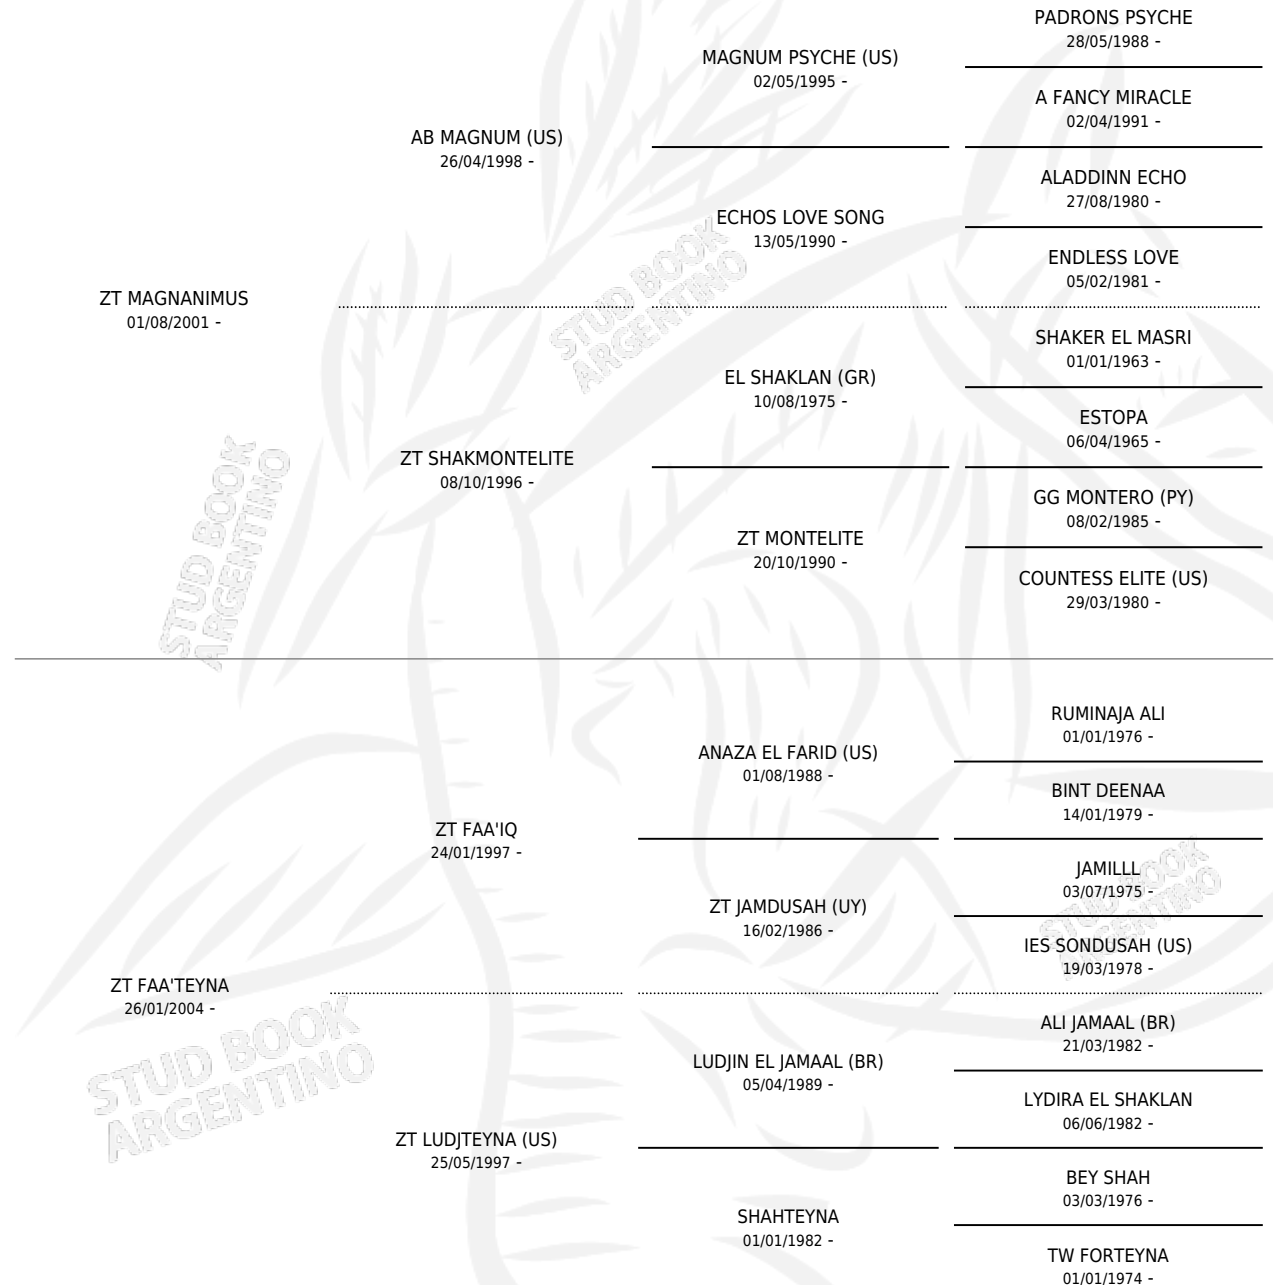 PADRONS PSYCHE
28/05/1988 -
MAGNUM PSYCHE (US)
02/05/1995 -
A FANCY MIRACLE
02/04/1991 -
AB MAGNUM (US)
26/04/1998 -
ALADDINN ECHO
27/08/1980 -
ECHOS LOVE SONG
13/05/1990 -
ENDLESS LOVE
05/02/1981 -
ZT MAGNANIMUS
01/08/2001 -
STUD BOOK
ARGENTINO
SHAKER EL MASRI
01/01/1963 -
EL SHAKLAN (GR)
10/08/1975 -
ESTOPA
06/04/1965 -
ZT SHAKMONTELITE
08/10/1996 -
STUD BOOK
ARGENTINO
GG MONTERO (PY)
08/02/1985 -
ZT MONTELITE
20/10/1990 -
COUNTESS ELITE (US)
29/03/1980 -
RUMINAJA ALI
01/01/1976 -
ANAZA EL FARID (US)
01/08/1988 -
BINT DEENAA
14/01/1979 -
ZT FAA'IQ
24/01/1997 -
JAMILLL
03/07/1975 -
STUD BOOK
ARGENTINO
ZT JAMDUSAH (UY)
16/02/1986 -
IES SONDUSAH (US)
19/03/1978 -
ZT FAA'TEYNA
26/01/2004 -
STUD BOOK
ARGENTINO
ALI JAMAAL (BR)
21/03/1982 -
LUDJIN EL JAMAAL (BR)
05/04/1989 -
LYDIRA EL SHAKLAN
06/06/1982 -
ZT LUDJTEYNA (US)
25/05/1997 -
BEY SHAH
03/03/1976 -
SHAHTEYNA
01/01/1982 -
TW FORTEYNA
01/01/1974 -